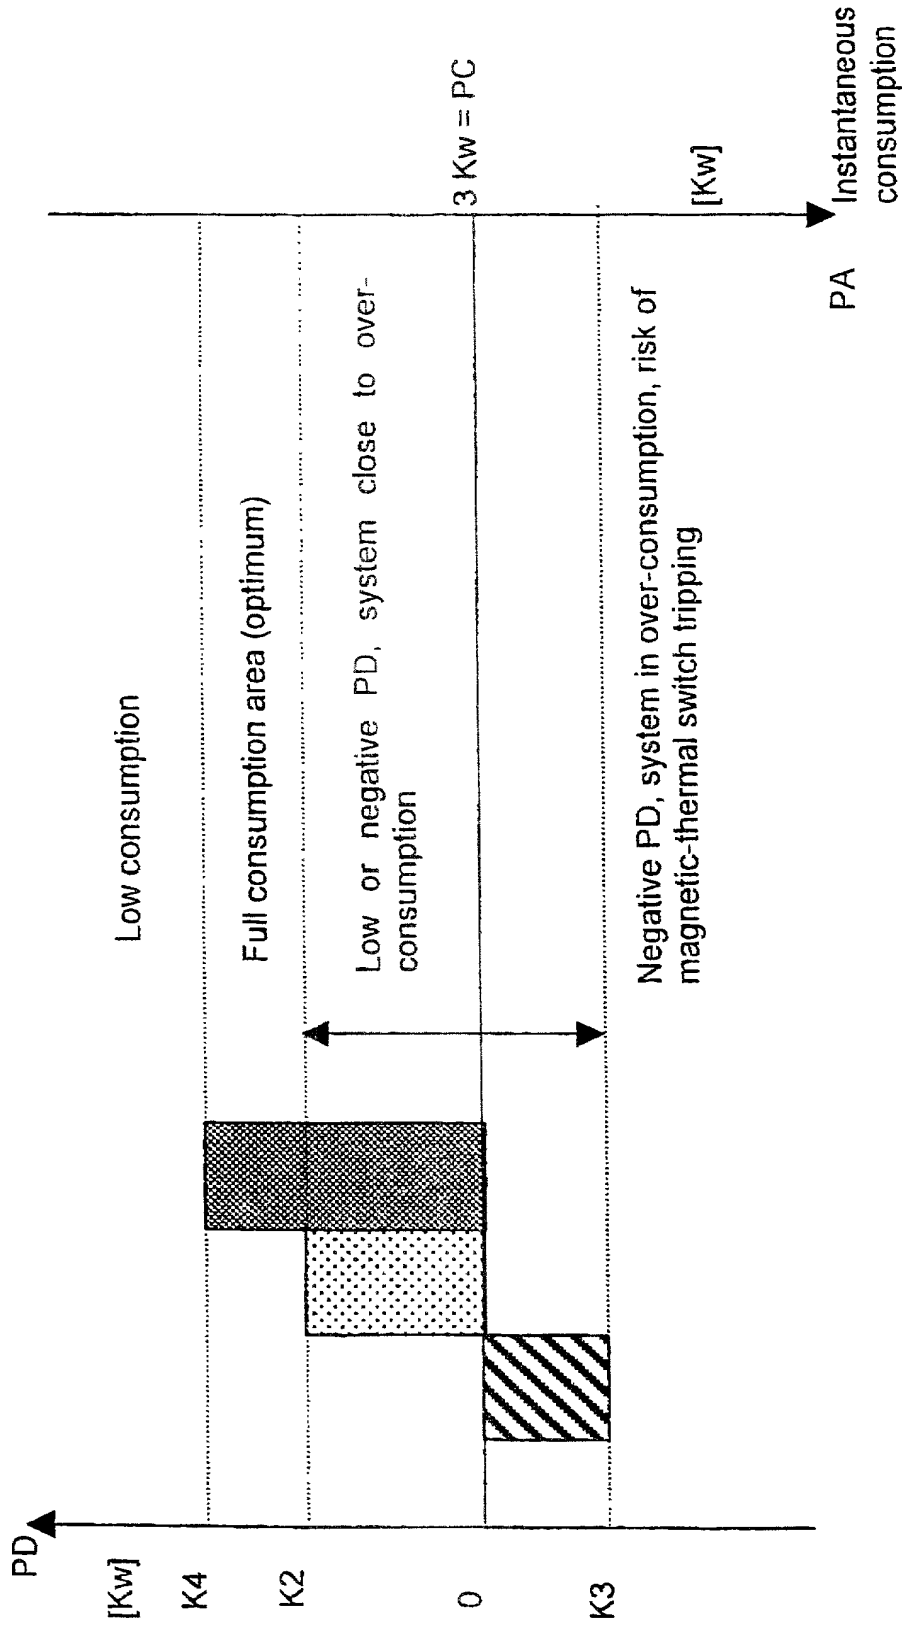 PD
[Kw]
K4
K2
0
K3
Low consumption
Full consumption area (optimum)
Low or negative PD, system close to over-
consumption
Negative PD, system in over-consumption, risk of
magnetic-thermal switch tripping
3 Kw = PC
[Kw]
PA
Instantaneous
consumption